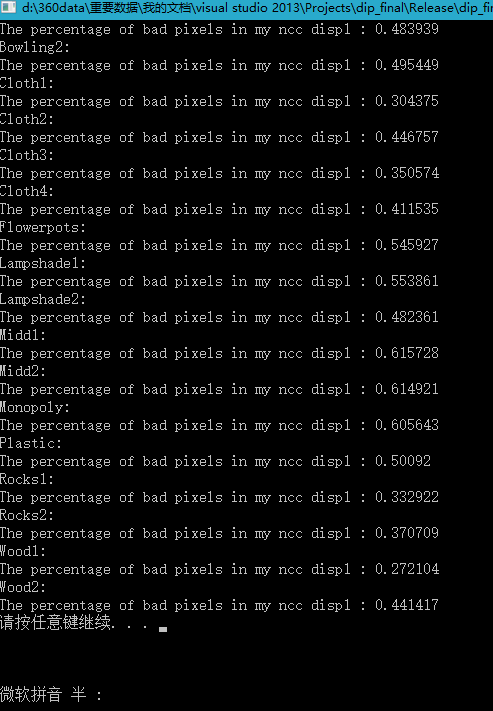 d:\360data\重要数据\我的文档\visual studio 2013\Projects\dip_final\Release\dip_fi
The percentage of bad pixels in my ncc disp1 : 0.483939
Bowling2:
The percentage of bad pixels in my ncc disp1 : 0.495449
Cloth1:
The percentage of bad pixels in my ncc disp1 : 0.304375
Cloth2:
The percentage of bad pixels in my ncc disp1 : 0.446757
Cloth3:
The percentage of bad pixels in my ncc disp1 : 0.350574
Cloth4:
The percentage of bad pixels in my ncc disp1 : 0.411535
Flowerpots:
The percentage of bad pixels in my ncc disp1 : 0.545927
Lampshade1:
The percentage of bad pixels in my ncc disp1 : 0.553861
Lampshade2:
The percentage of bad pixels in my ncc disp1 : 0.482361
Midd1:
The percentage of bad pixels in my ncc disp1 : 0.615728
Midd2:
The percentage of bad pixels in my ncc disp1 : 0.614921
Monopoly:
The percentage of bad pixels in my ncc disp1 : 0.605643
Plastic:
The percentage of bad pixels in my ncc disp1 : 0.50092
Rocks1:
The percentage of bad pixels in my ncc disp1 : 0.332922
Rocks2:
The percentage of bad pixels in my ncc disp1 : 0.370709
Wood1:
The percentage of bad pixels in my ncc disp1 : 0.272104
Wood2:
The percentage of bad pixels in my ncc disp1 : 0.441417
请按任意键继续. . .
微软拼音 半 :